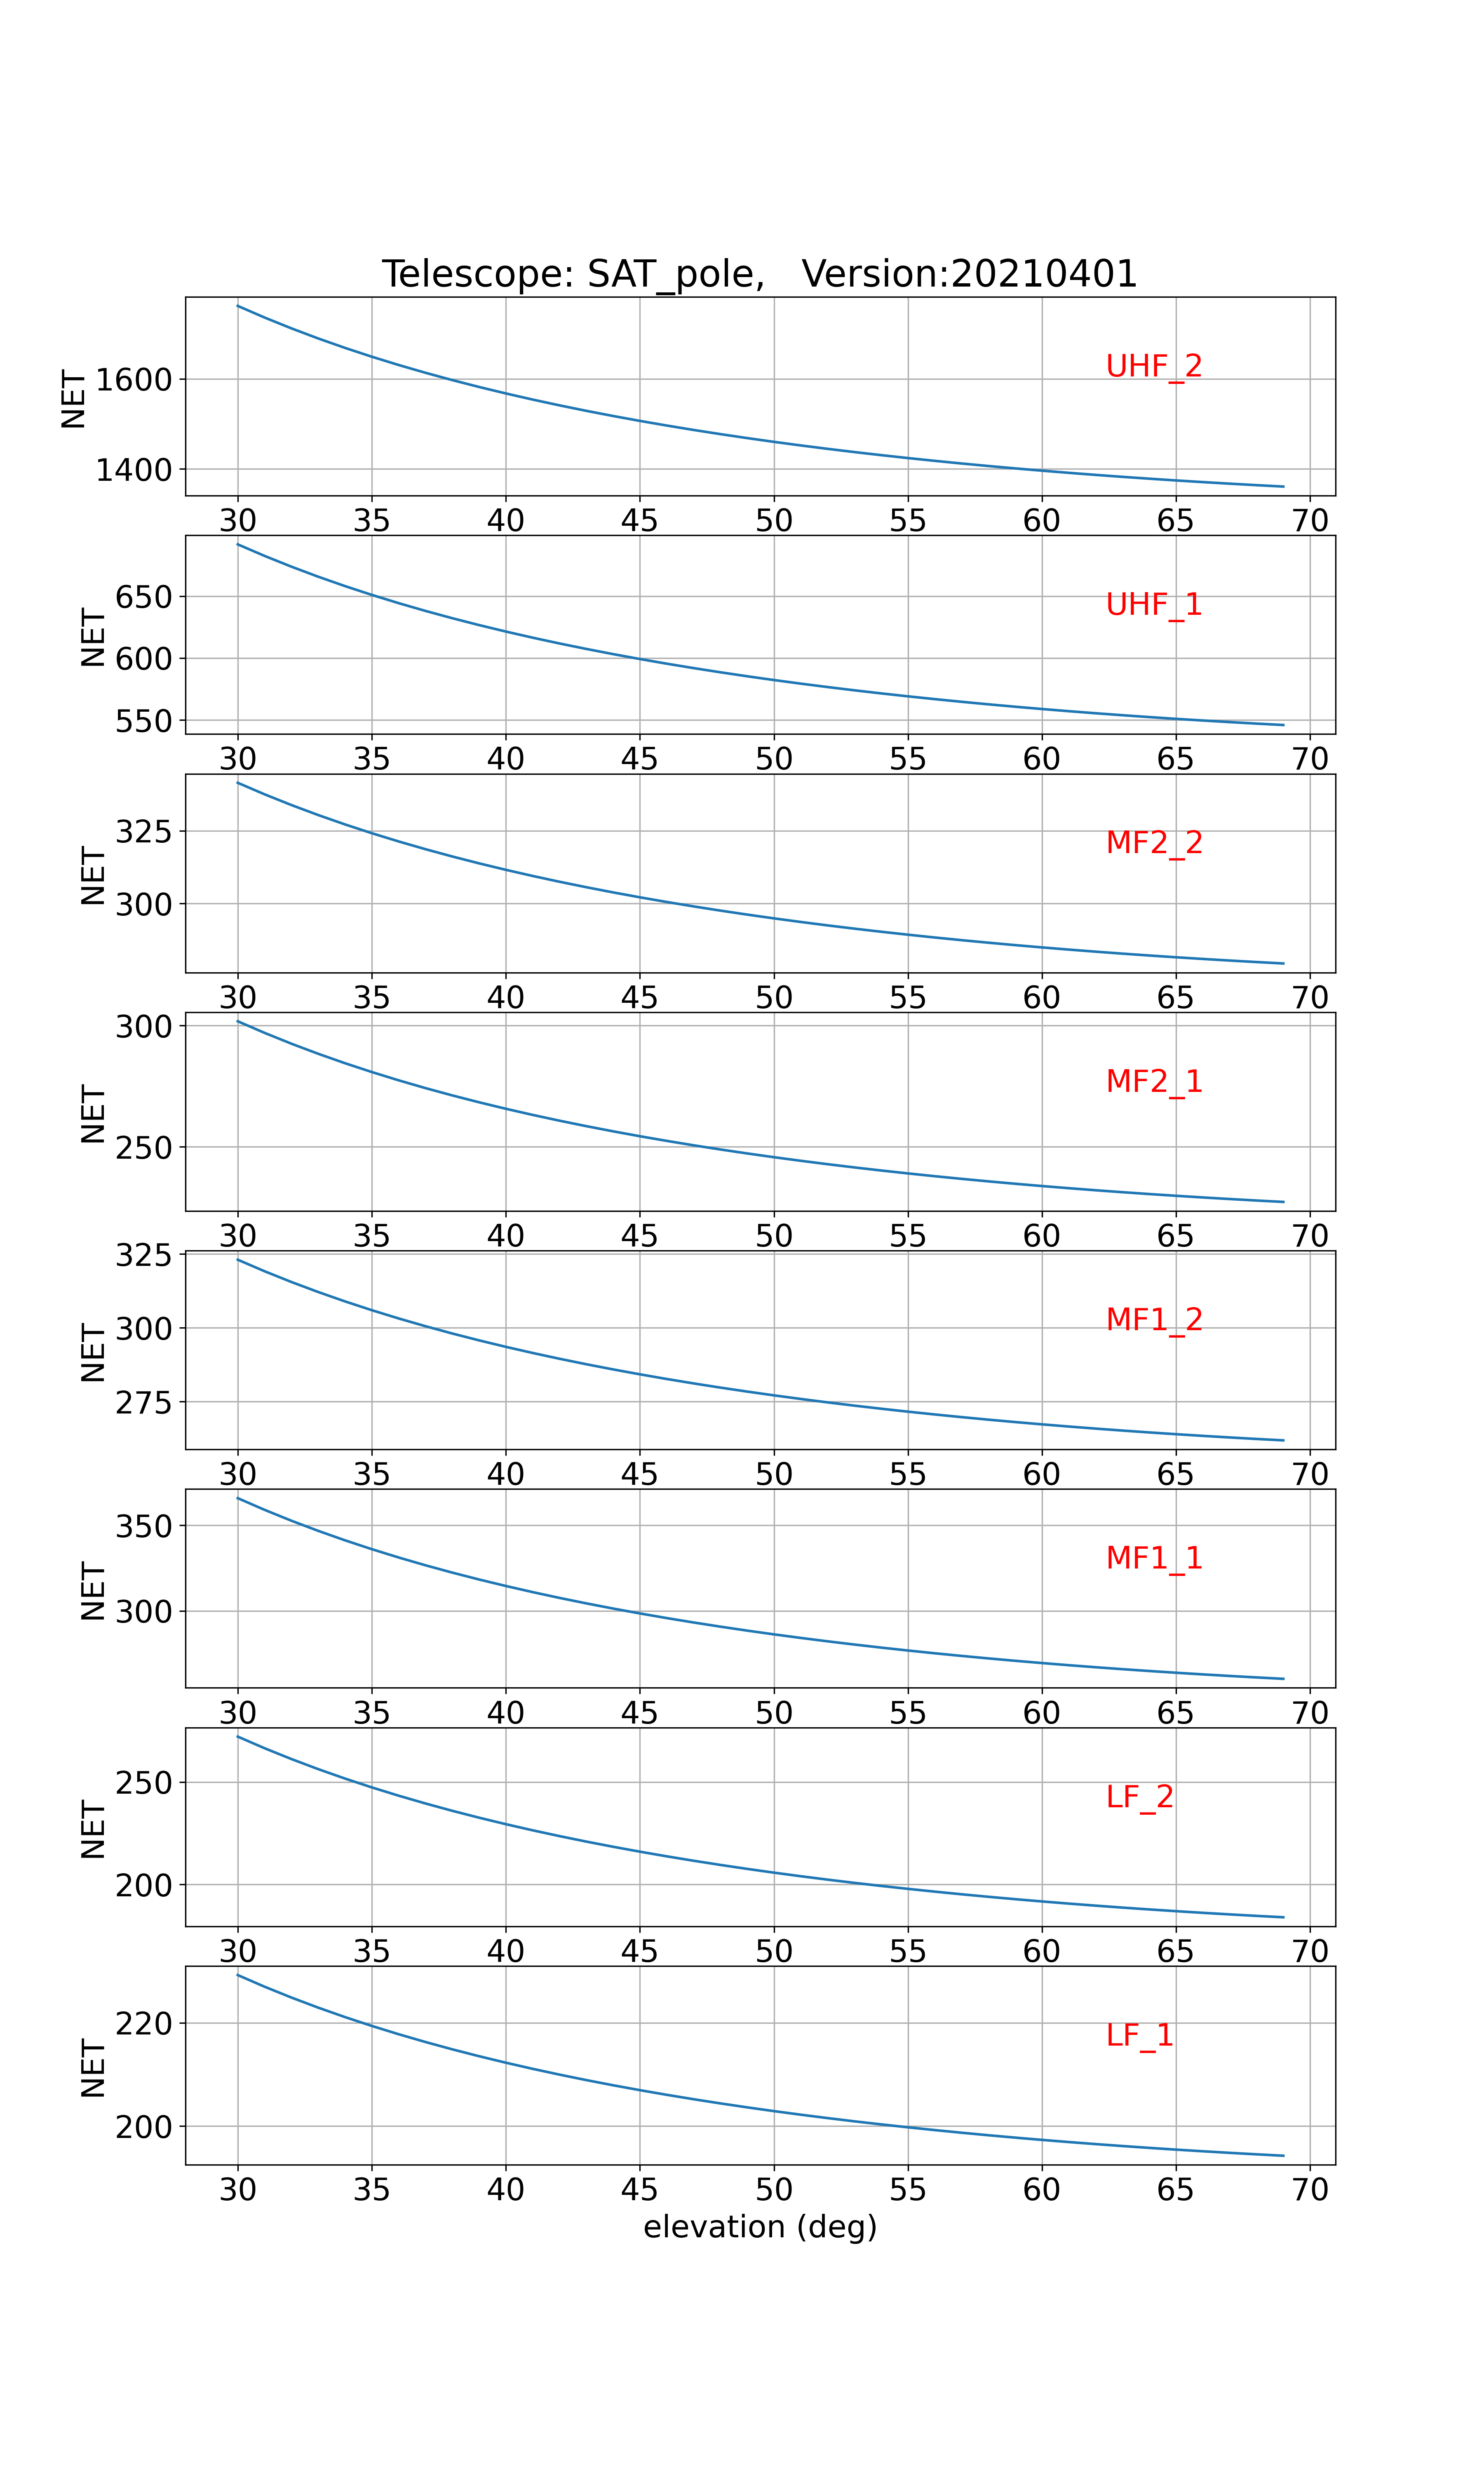 Telescope: SAT_pole,   Version:20210401
NET
1600
1400
UHF_2
30 35 40 45 50 55 60 65 70
NET
650
600
550
UHF_1
30 35 40 45 50 55 60 65 70
NET
325
300
MF2_2
30 35 40 45 50 55 60 65 70
NET
300
250
MF2_1
30 35 40 45 50 55 60 65 70
NET
325
300
275
MF1_2
30 35 40 45 50 55 60 65 70
NET
350
300
MF1_1
30 35 40 45 50 55 60 65 70
NET
250
200
LF_2
30 35 40 45 50 55 60 65 70
NET
220
200
LF_1
30 35 40 45 50 55 60 65 70
elevation (deg)